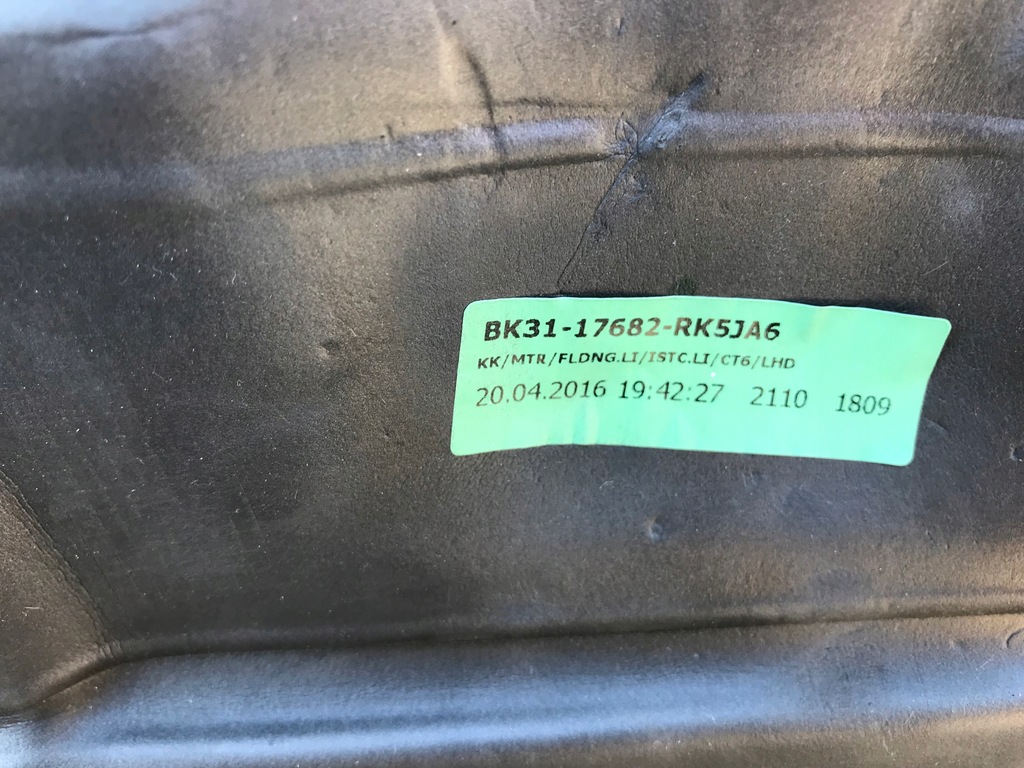 BK31-17682-RK5JA6
KK/MTR/FLDNG.LI/ISTC.LI/CT6/LHD
20.04.2016 19:42:27 2110 1809